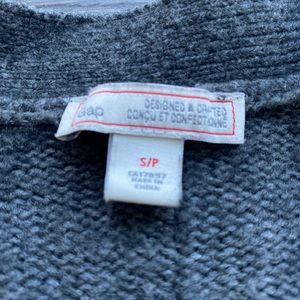 Gap
DESIGNED & CRAFTED
CONÇU ET CONFECTIONNÉ
S/P
CA17897
MADE IN
CHINA